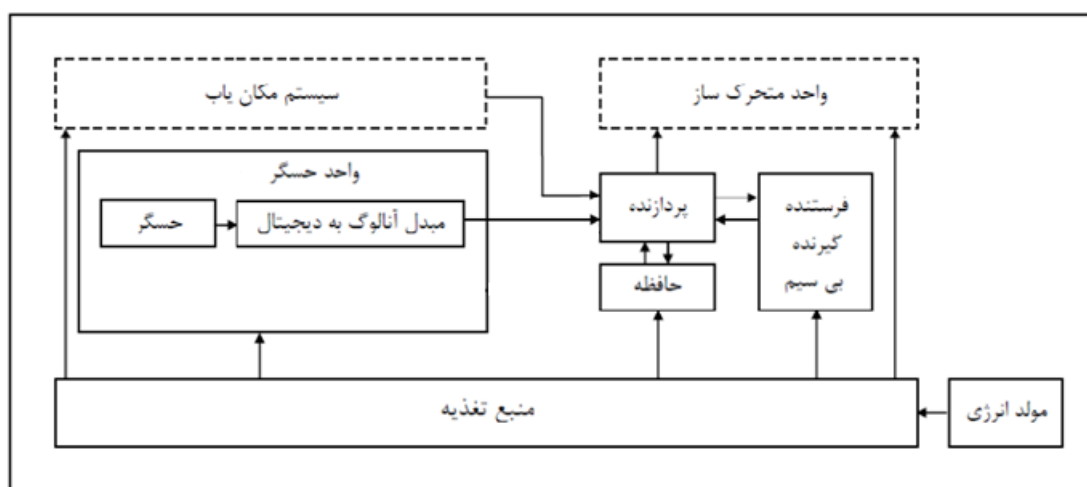 سیستم مکان یاب
واحد متحرک ساز
واحد حسگر
حسگر
مبدل آنالوگ به دیجیتال
پردازنده
حافظه
فرستنده
گیرنده
بی سیم
منبع تغذیه
مولد انرژی